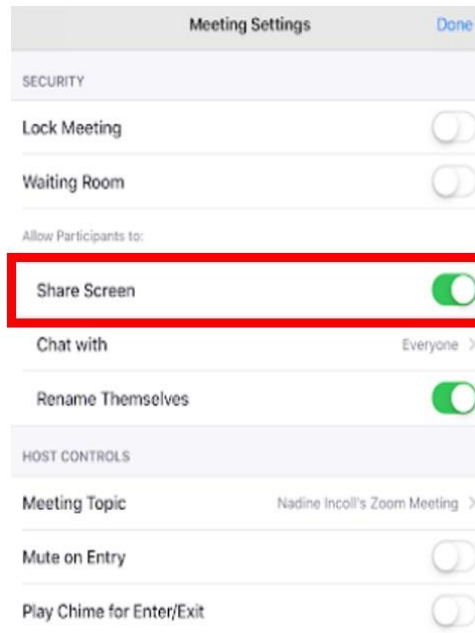 Meeting Settings Done
SECURITY
Lock Meeting
Waiting Room
Allow Participants to:
Share Screen
Chat with Everyone >
Rename Themselves
HOST CONTROLS
Meeting Topic Nadine Incoll's Zoom Meeting >
Mute on Entry
Play Chime for Enter/Exit